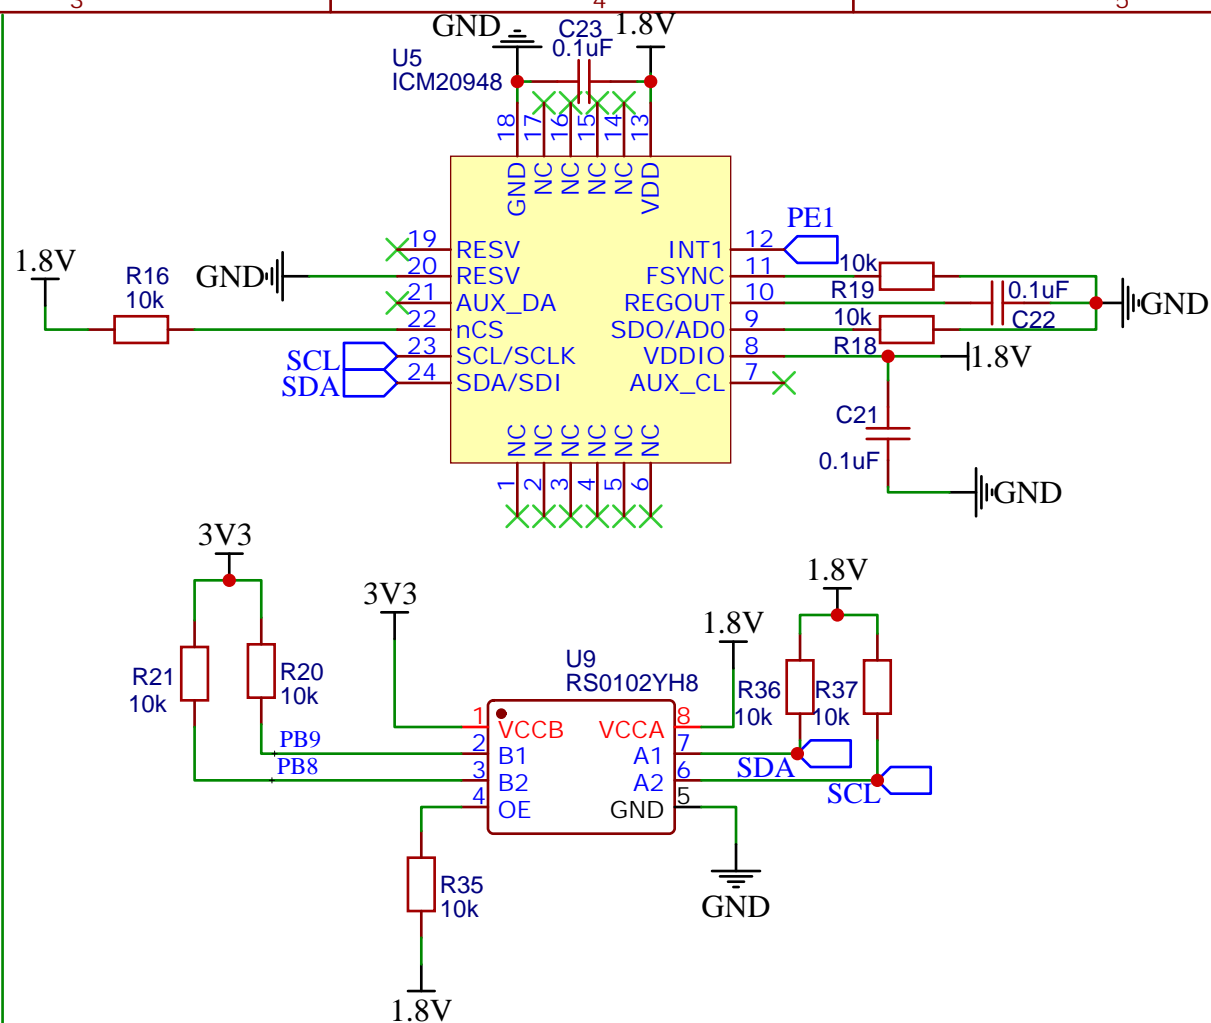 3 4 5
GND C23 1.8V
0.1uF
U5
ICM20948
18 17 16 15 14 13
GND NC NC NC NC VDD
PE1
19 RESV INT1 12
1.8V R16 GND 20 RESV FSYNC 11 10k
10k 21 AUX_DA REGOUT 10 R19 0.1uF GND
22 nCS SDO/AD0 9 10k C22
SCL 23 SCL/SCLK VDDIO 8 R18 1.8V
SDA 24 SDA/SDI AUX_CL 7
C21
0.1uF
NC NC NC NC NC NC
1 2 3 4 5 6
GND
3V3
1.8V
3V3
1.8V
U9
RS0102YH8
R21 R20 R36 R37
10k 10k 10k 10k
1 VCCB VCCA 8
PB9 2 B1 A1 7 SDA
PB8 3 B2 A2 6 SCL
4 OE GND 5
R35
10k
GND
1.8V